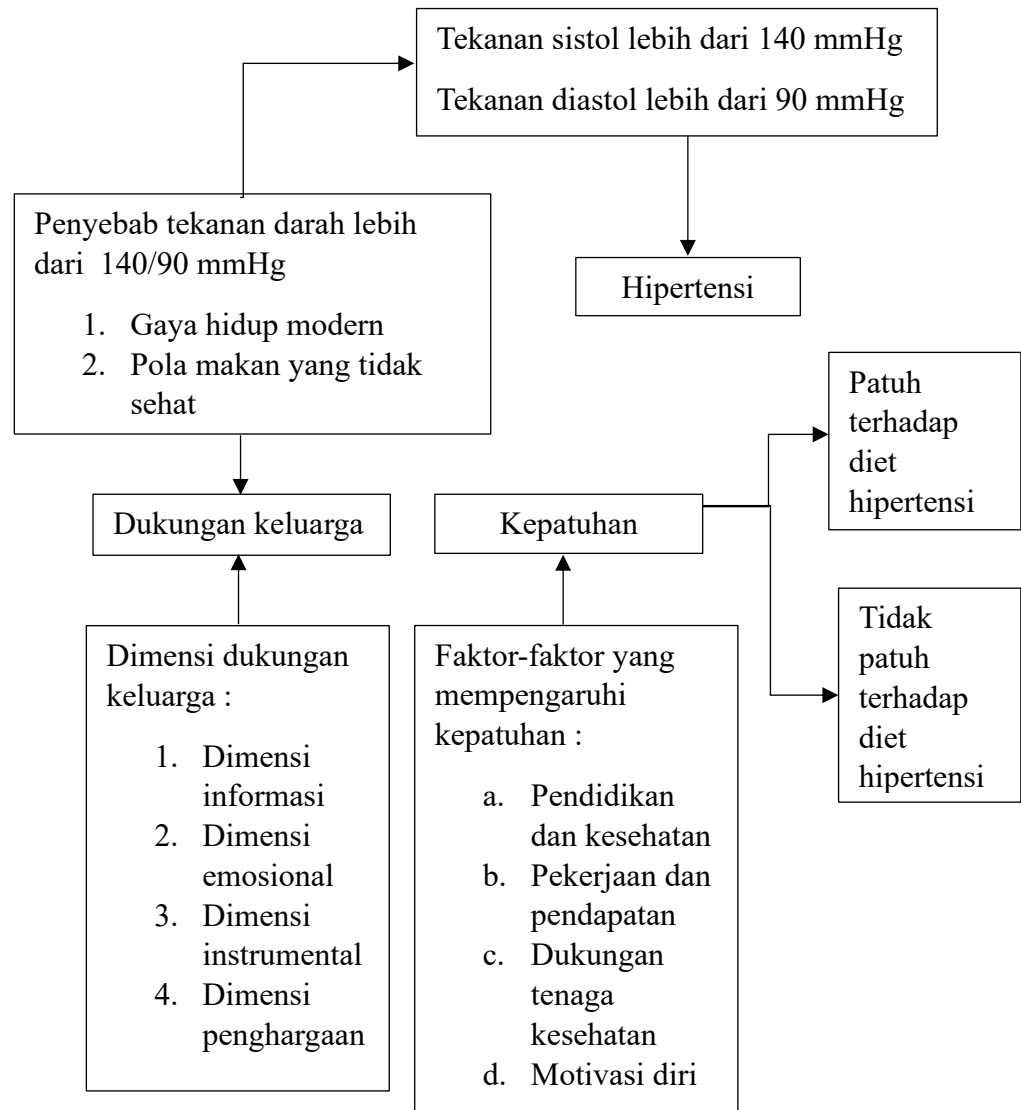 Tekanan sistol lebih dari 140 mmHg
Tekanan diastol lebih dari 90 mmHg
Penyebab tekanan darah lebih
dari 140/90 mmHg
1. Gaya hidup modern
2. Pola makan yang tidak
sehat
Hipertensi
Patuh
terhadap
diet
hipertensi
Dukungan keluarga
Kepatuhan
Tidak
patuh
terhadap
diet
hipertensi
Dimensi dukungan
keluarga :
1. Dimensi
informasi
2. Dimensi
emosional
3. Dimensi
instrumental
4. Dimensi
penghargaan
Faktor-faktor yang
mempengaruhi
kepatuhan :
a. Pendidikan
dan kesehatan
b. Pekerjaan dan
pendapatan
c. Dukungan
tenaga
kesehatan
d. Motivasi diri